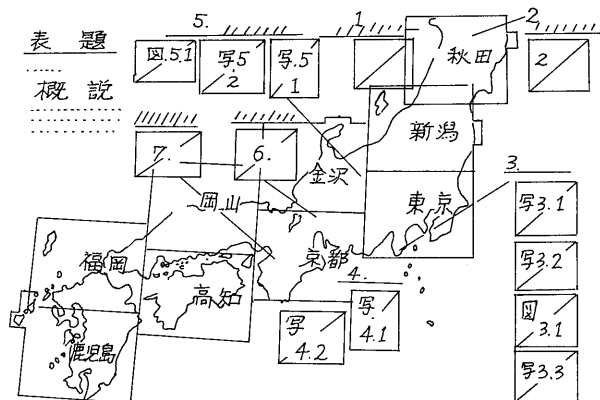 表題
概説
5.
図.5.1
写5.2
写.5 1
1.
2
秋田
2
新潟
7.
6.
金沢
岡山
東京
3.
写3.1
写3.2
図3.1
写3.3
福岡
高知
京都
4.
写4.2
写.4.1
鹿児島